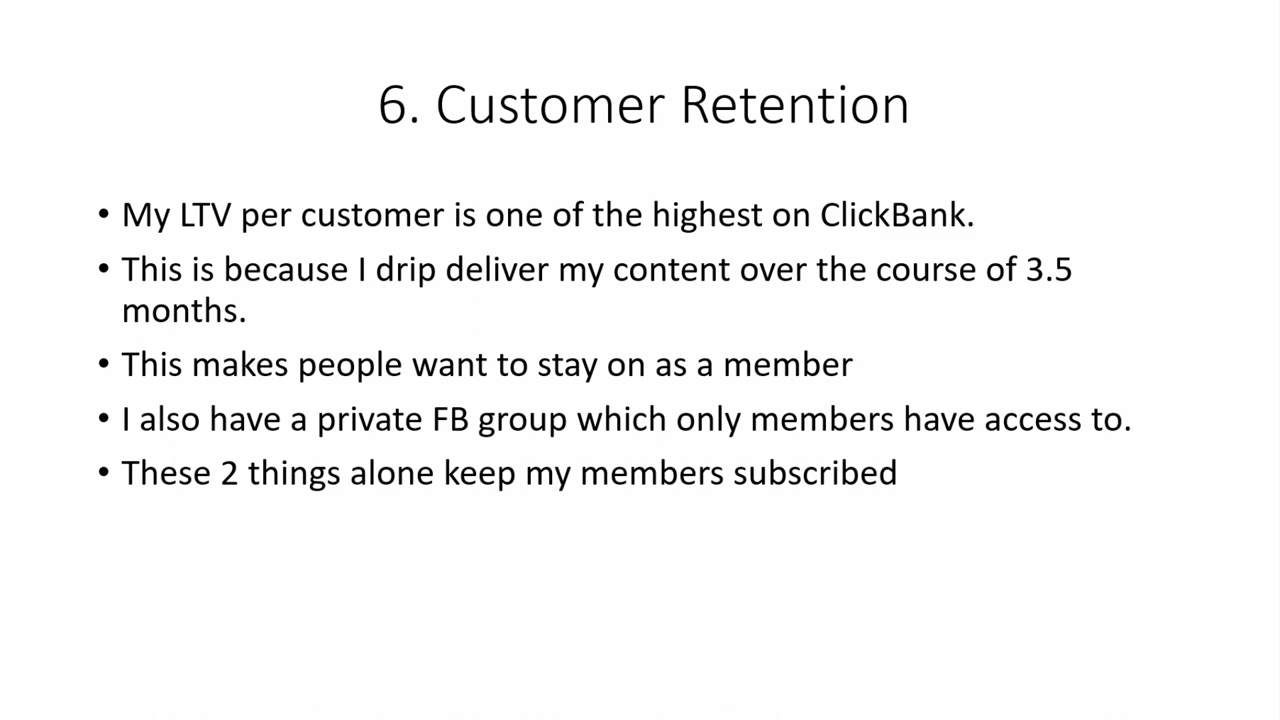 6. Customer Retention
• My LTV per customer is one of the highest on ClickBank.
• This is because I drip deliver my content over the course of 3.5
months.
• This makes people want to stay on as a member
• I also have a private FB group which only members have access to.
• These 2 things alone keep my members subscribed